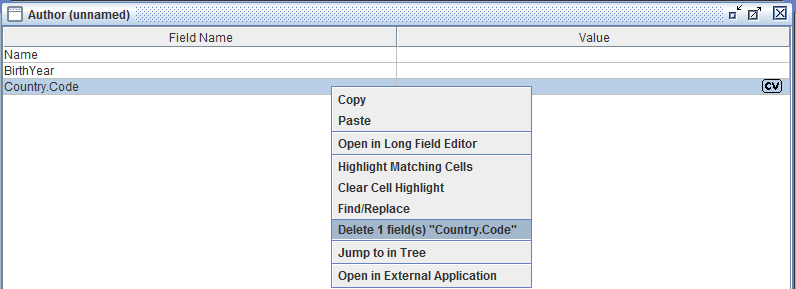 Author (unnamed)
Field Name Value
Name
BirthYear
Country.Code CV
Copy
Paste
Open in Long Field Editor
Highlight Matching Cells
Clear Cell Highlight
Find/Replace
Delete 1 field(s) "Country.Code"
Jump to in Tree
Open in External Application